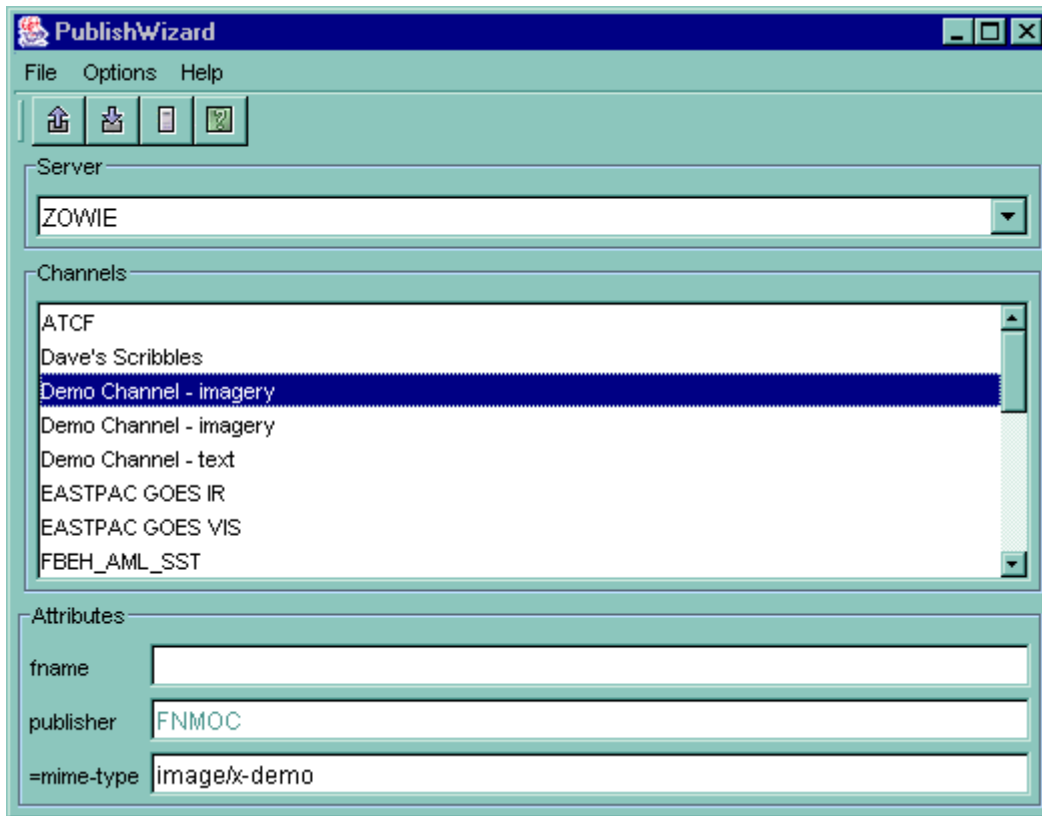 PublishWizard
File Options Help
Server
ZOWIE
Channels
ATCF
Dave's Scribbles
Demo Channel - imagery
Demo Channel - imagery
Demo Channel - text
EASTPAC GOES IR
EASTPAC GOES VIS
FBEH_AML_SST
Attributes
fname
publisher FNMOC
=mime-type image/x-demo